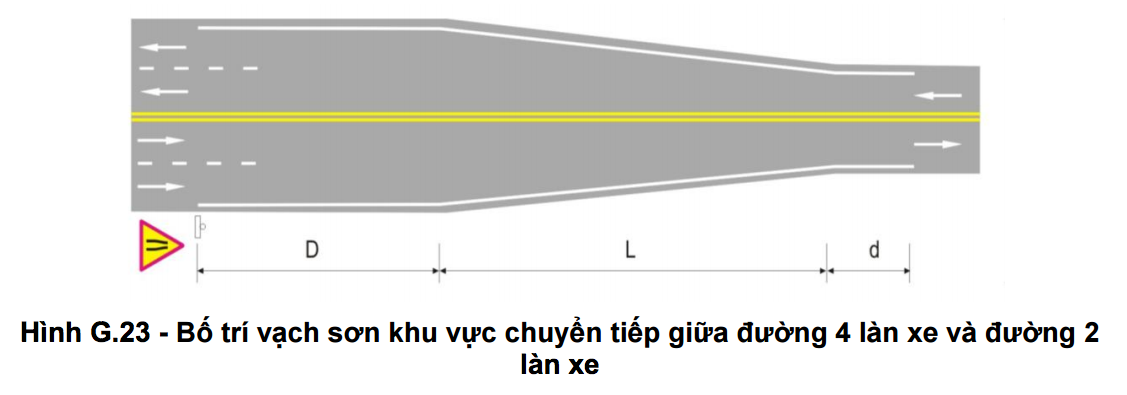 D
L
d
Hình G.23 - Bố trí vạch sơn khu vực chuyển tiếp giữa đường 4 làn xe và đường 2
làn xe